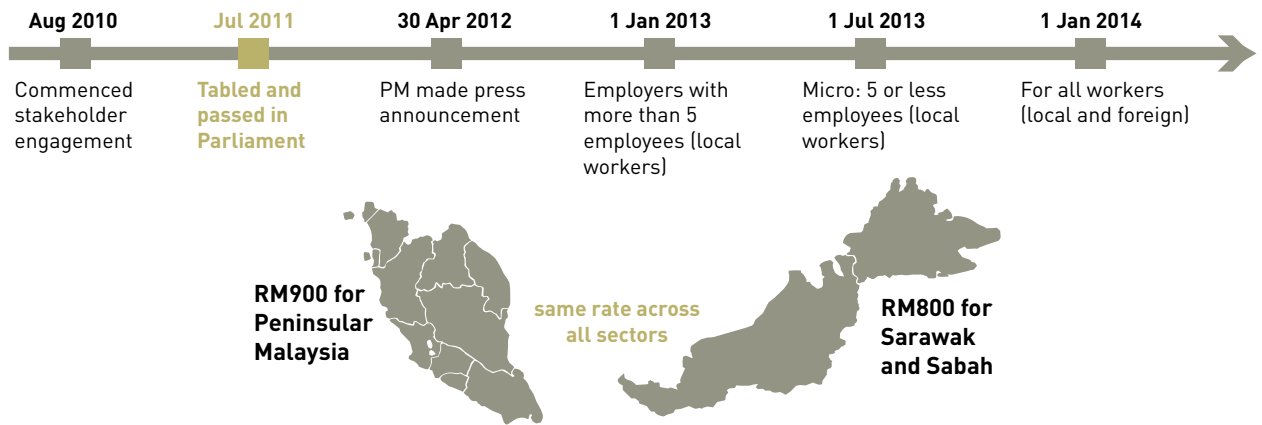 Aug 2010
Jul 2011
30 Apr 2012
1 Jan 2013
1 Jul 2013
1 Jan 2014
Commenced
stakeholder
engagement
Tabled and
passed in
Parliament
PM made press
announcement
Employers with
more than 5
employees (local
workers)
Micro: 5 or less
employees (local
workers)
For all workers
(local and foreign)
RM900 for
Peninsular
Malaysia
same rate across
all sectors
RM800 for
Sarawak
and Sabah